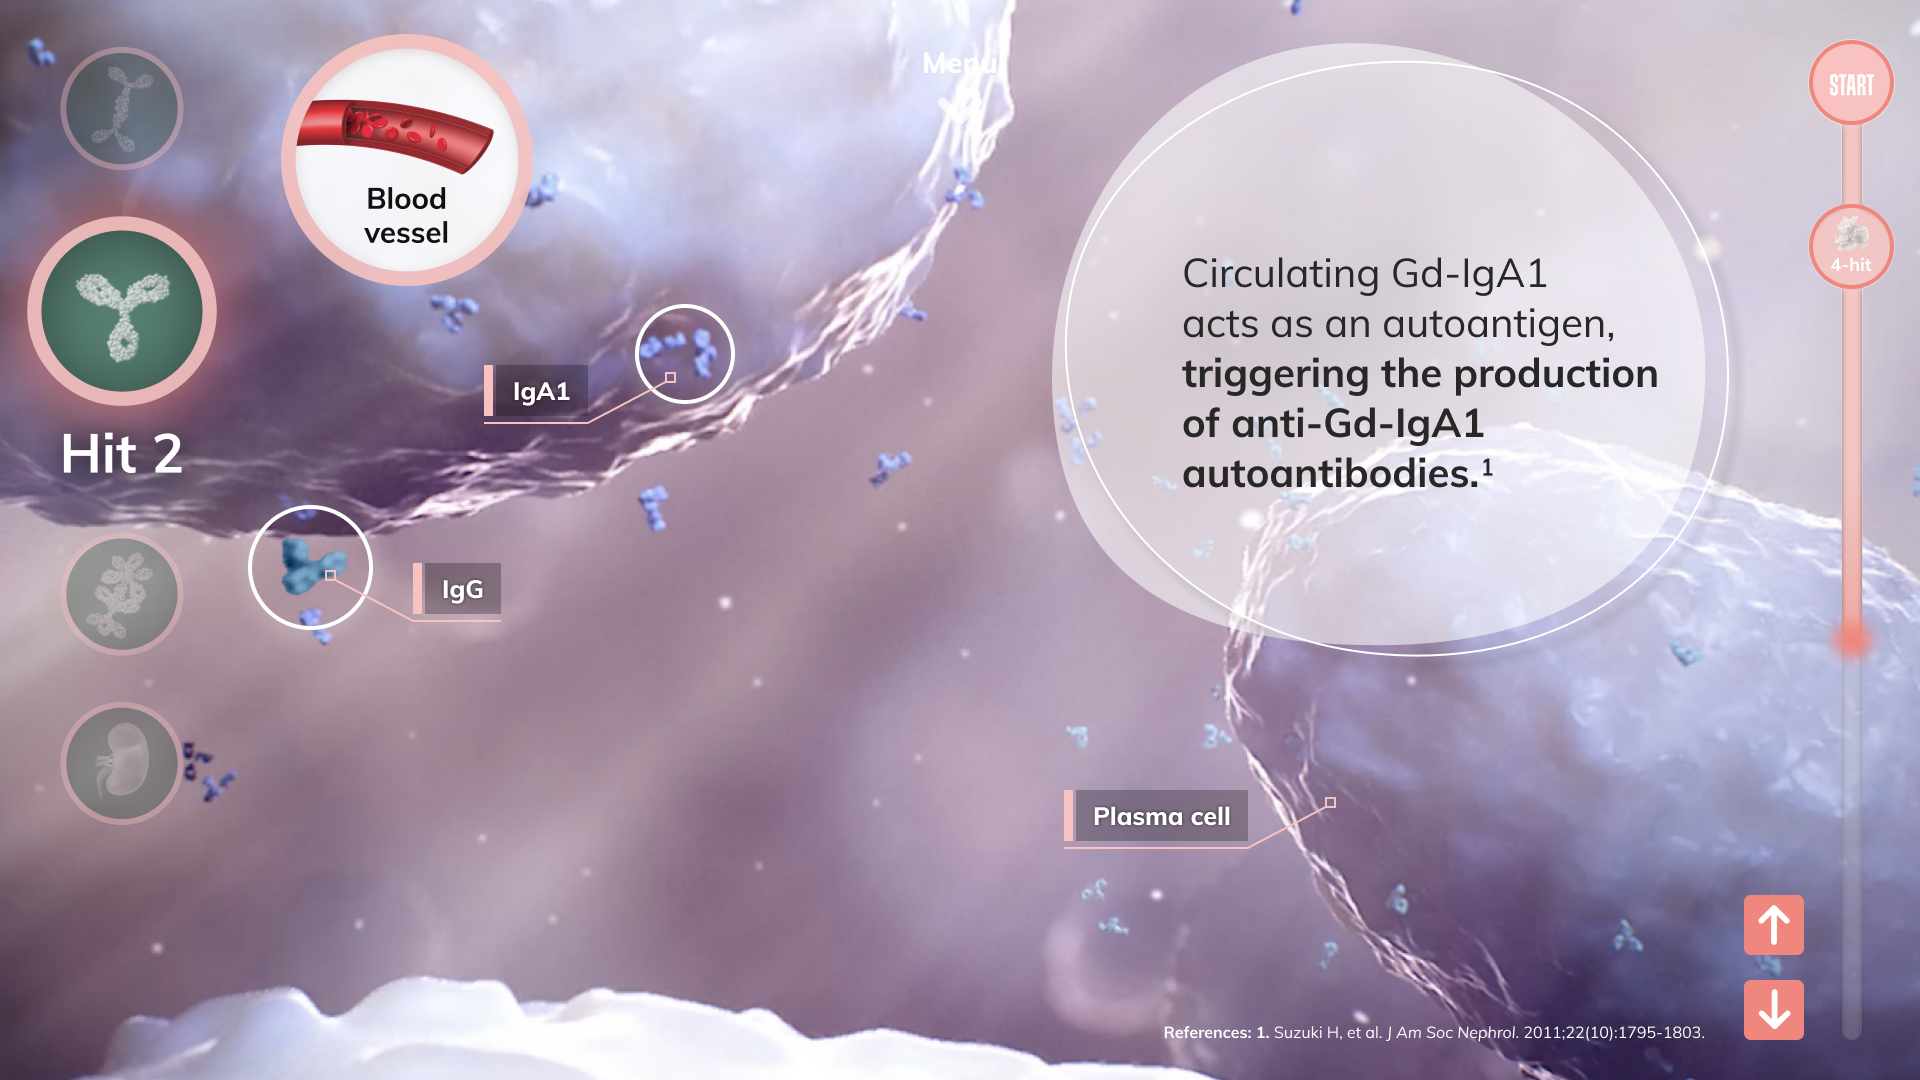 Menu
START
4-hit
Blood
vessel
Hit 2
IgA1
IgG
Circulating Gd-IgA1
acts as an autoantigen,
triggering the production
of anti-Gd-IgA1
autoantibodies.¹
Plasma cell
References: 1. Suzuki H, et al. J Am Soc Nephrol. 2011;22(10):1795-1803.